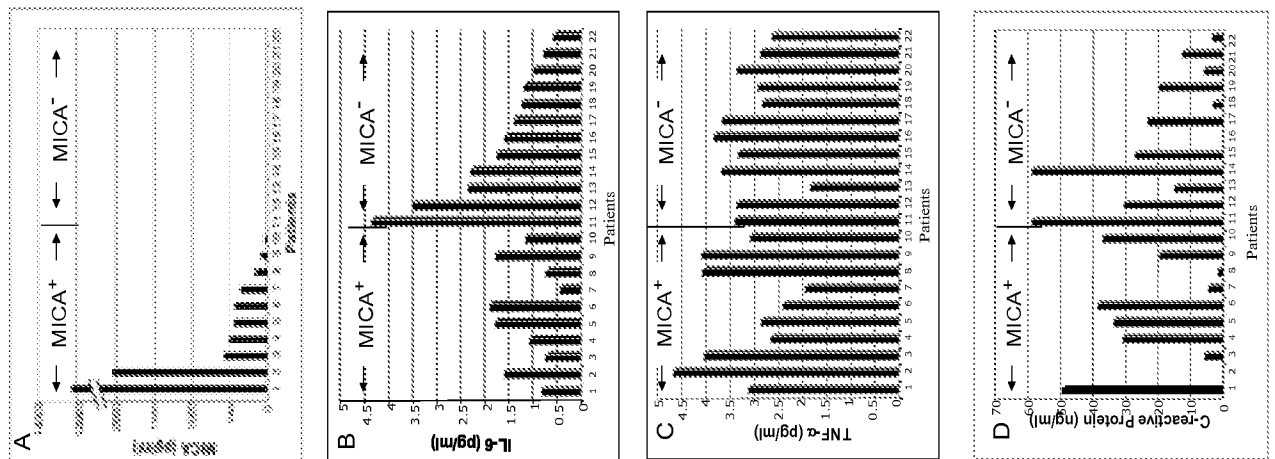 A
MICA⁺
MICA⁻
B
IL-6 (pg/ml)
5
4.5
4
3.5
3
2.5
2
1.5
1
0.5
0
MICA⁺
MICA⁻
1 2 3 4 5 6 7 8 9 10 11 12 13 14 15 16 17 18 19 20 21 22
Patients
C
TNF-α (pg/ml)
5
4.5
4
3.5
3
2.5
2
1.5
1
0.5
0
MICA⁺
MICA⁻
1 2 3 4 5 6 7 8 9 10 11 12 13 14 15 16 17 18 19 20 21 22
Patients
D
C-reactive Protein (ng/ml)
70
60
50
40
30
20
10
0
MICA⁺
MICA⁻
1 2 3 4 5 6 7 8 9 10 11 12 13 14 15 16 17 18 19 20 21 22
Patients